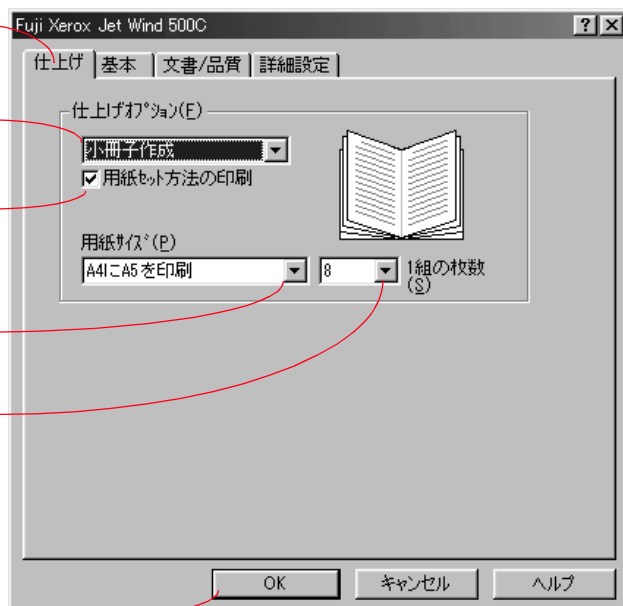 Fuji Xerox Jet Wind 500C
仕上げ 基本 文書/品質 詳細設定
仕上げｵﾌﾟｼｮﾝ(F)
小冊子作成
用紙ｾｯﾄ方法の印刷
用紙ｻｲｽﾞ(P)
A4にA5を印刷 8 1組の枚数
(S)
OK キャンセル ヘルプ